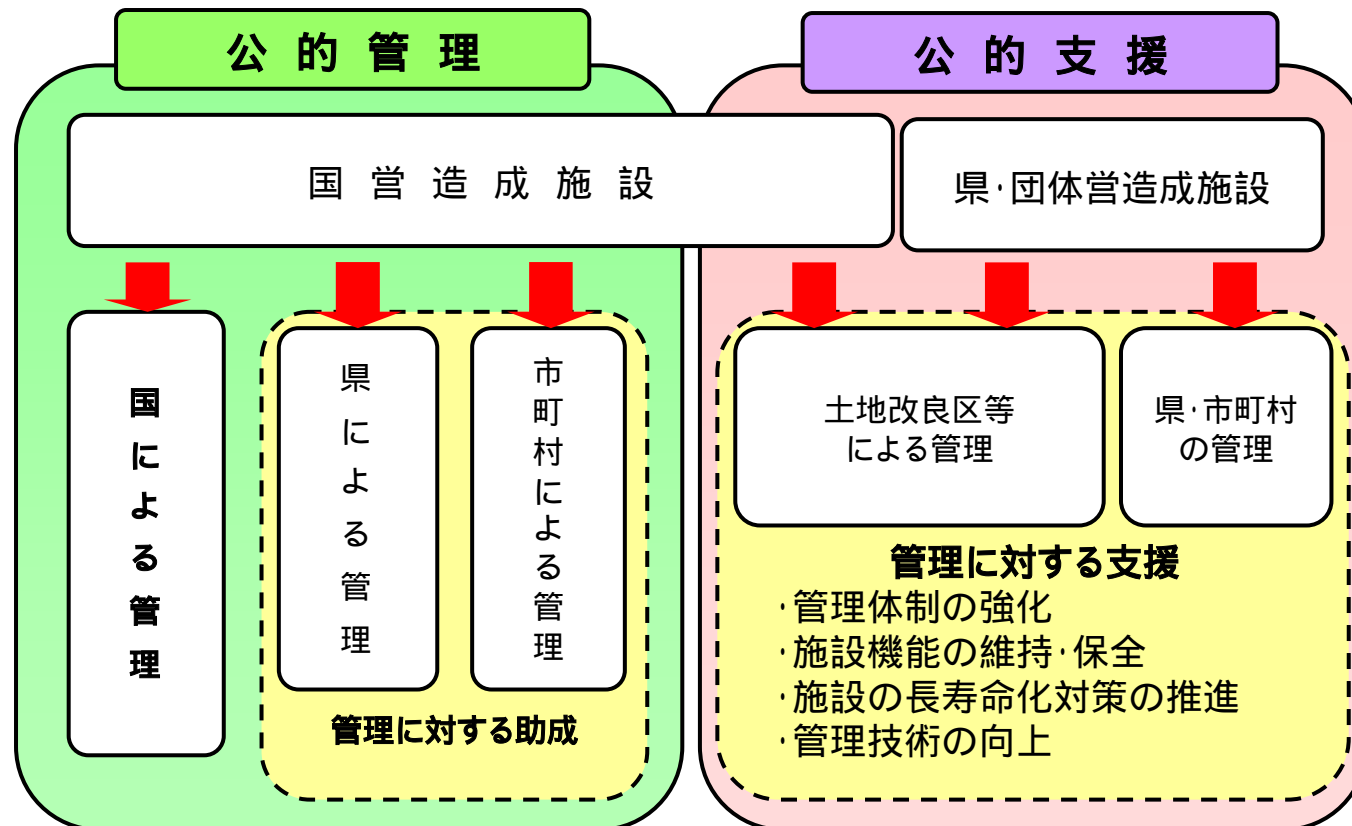 公的管理
公的支援
国営造成施設
県・団体営造成施設
国による管理
県による管理
市町村による管理
管理に対する助成
土地改良区等
による管理
県・市町村
の管理
管理に対する支援
・管理体制の強化
・施設機能の維持・保全
・施設の長寿命化対策の推進
・管理技術の向上